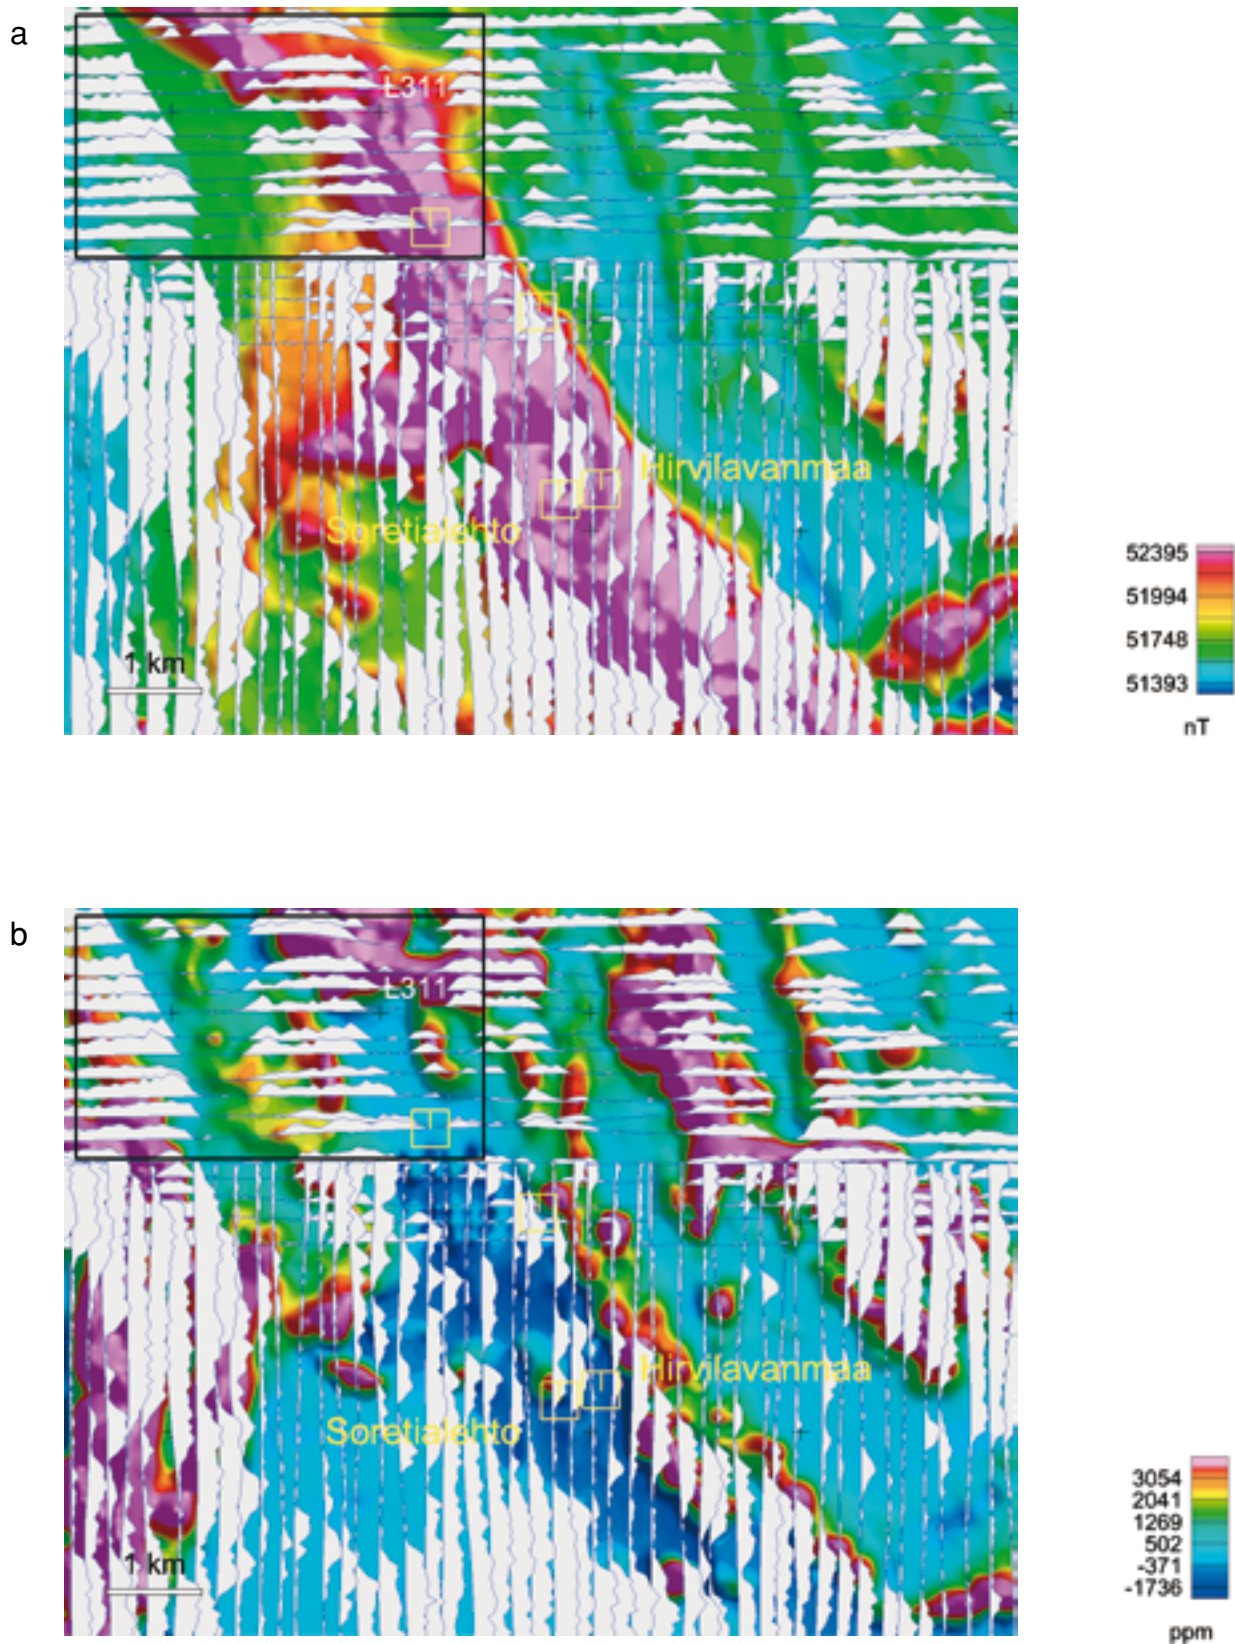 a
L311
Hirvilavanmaa
Soretialehto
1 km
52395
51994
51748
51393
nT
b
L311
Hirvilavanmaa
Soretialehto
1 km
3054
2041
1269
502
-371
-1736
ppm